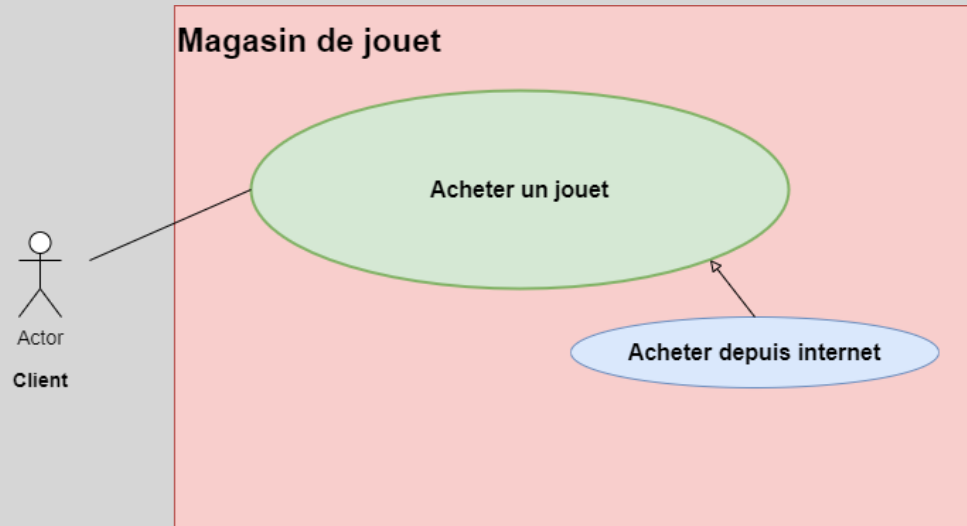 Magasin de jouet
Acheter un jouet
Actor
Acheter depuis internet
Client